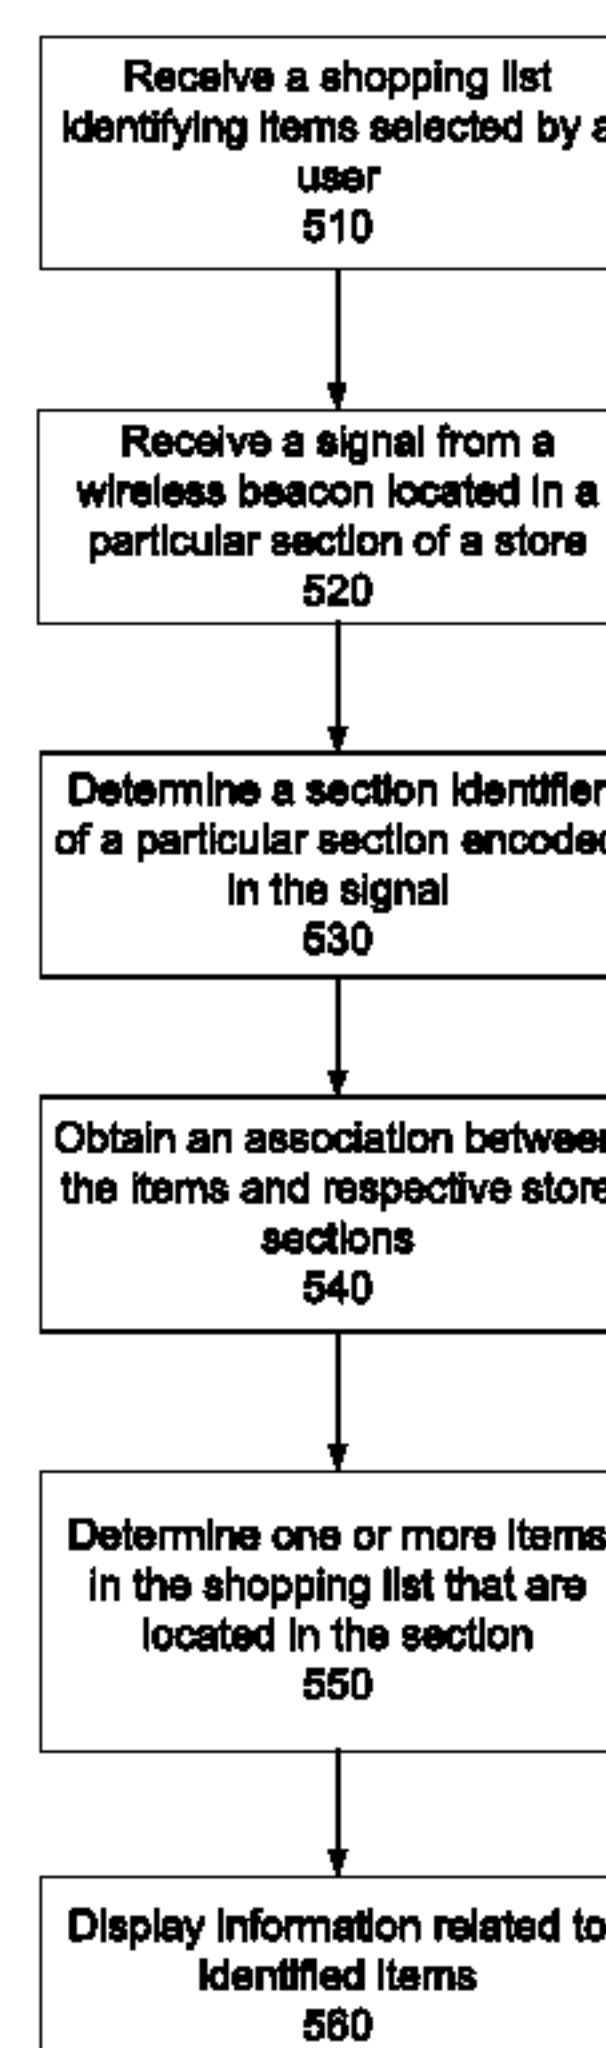 Receive a shopping list
identifying items selected by a
user
510
Receive a signal from a
wireless beacon located in a
particular section of a store
520
Determine a section identifier
of a particular section encoded
in the signal
530
Obtain an association between
the items and respective store
sections
540
Determine one or more items
in the shopping list that are
located in the section
550
Display information related to
identified items
560